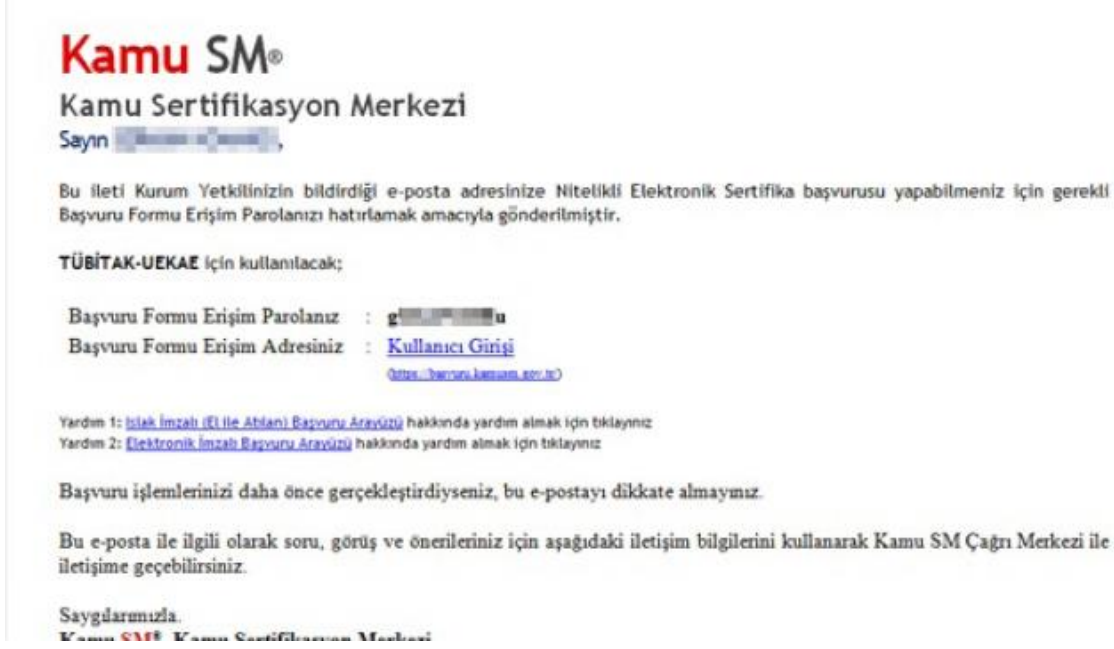 Kamu SM®
Kamu Sertifikasyon Merkezi
Sayın ,
Bu ileti Kurum Yetkilinizin bildirdiği e-posta adresinize Nitelikli Elektronik Sertifika başvurusu yapabilmeniz için gerekli
Başvuru Formu Erişim Parolanızı hatırlamak amacıyla gönderilmiştir.
TÜBİTAK-UEKAE için kullanılacak;
Başvuru Formu Erişim Parolanız : g u
Başvuru Formu Erişim Adresiniz : Kullanıcı Girişi
(https://basvuru.kamusm.gov.tr)
Yardım 1: Islak İmzalı (El ile Atılan) Başvuru Arayüzü hakkında yardım almak için tıklayınız
Yardım 2: Elektronik İmzalı Başvuru Arayüzü hakkında yardım almak için tıklayınız
Başvuru işlemlerinizi daha önce gerçekleştirdiyseniz, bu e-postayı dikkate almayınız.
Bu e-posta ile ilgili olarak soru, görüş ve önerileriniz için aşağıdaki iletişim bilgilerini kullanarak Kamu SM Çağrı Merkezi ile
iletişime geçebilirsiniz.
Saygılarımızla.
Kamu SM®, Kamu Sertifikasyon Merkezi